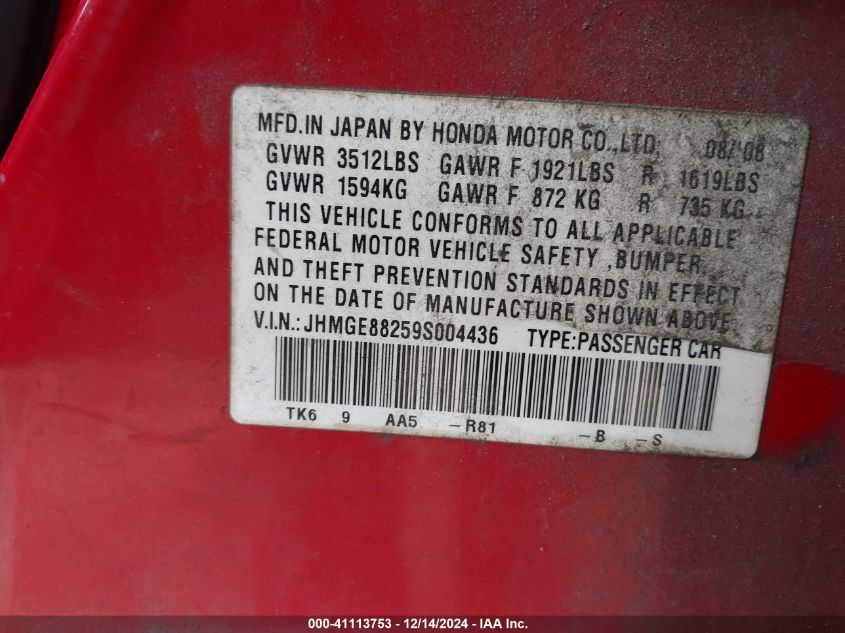 MFD.IN JAPAN BY HONDA MOTOR CO.,LTD. 08/'08
GVWR 3512LBS GAWR F 1921LBS R 1619LBS
GVWR 1594KG GAWR F 872 KG R 735 KG
THIS VEHICLE CONFORMS TO ALL APPLICABLE
FEDERAL MOTOR VEHICLE SAFETY ,BUMPER,
AND THEFT PREVENTION STANDARDS IN EFFECT
ON THE DATE OF MANUFACTURE SHOWN ABOVE.
V.I.N.:JHMGE88259S004436 TYPE:PASSENGER CAR
TK6 9 AA5 -R81 -B -S
000-41113753 - 12/14/2024 - IAA Inc.